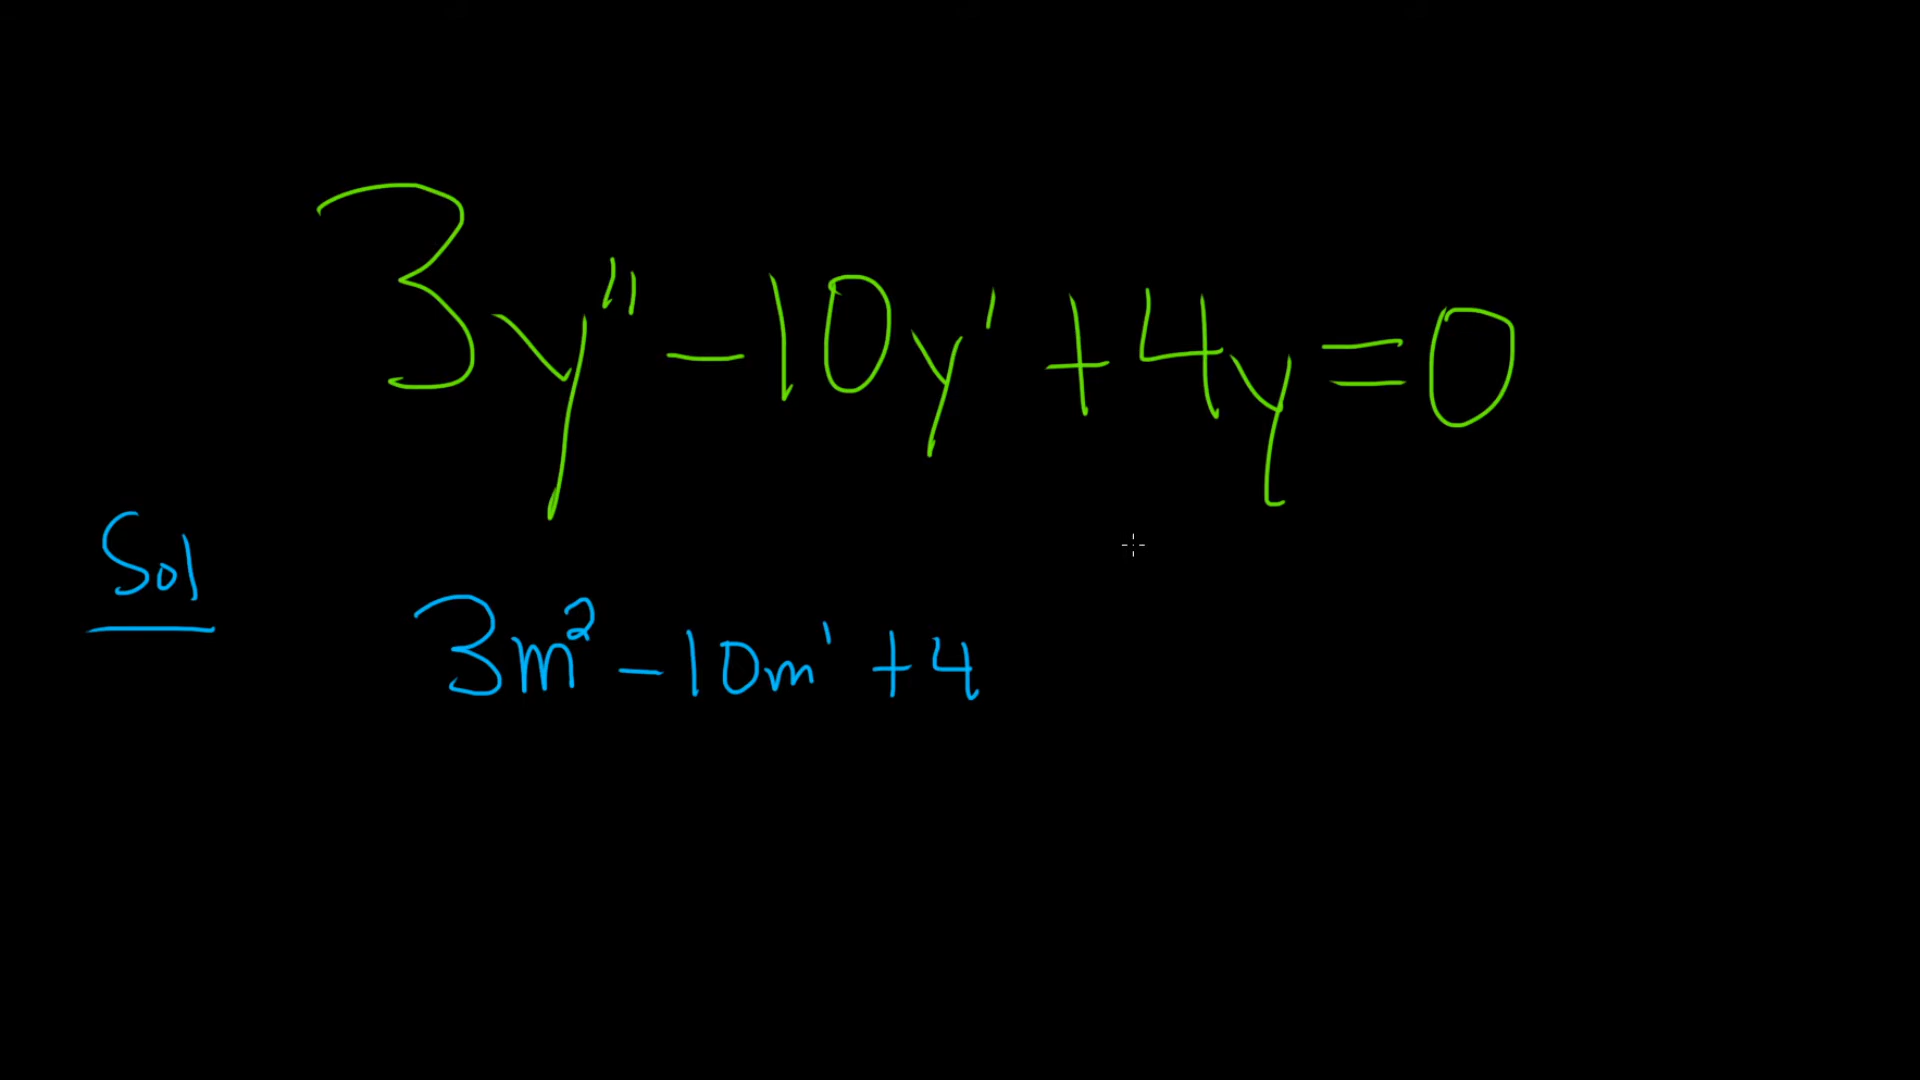 3y'' - 10y' + 4y = 0
Sol
3m² - 10m' + 4